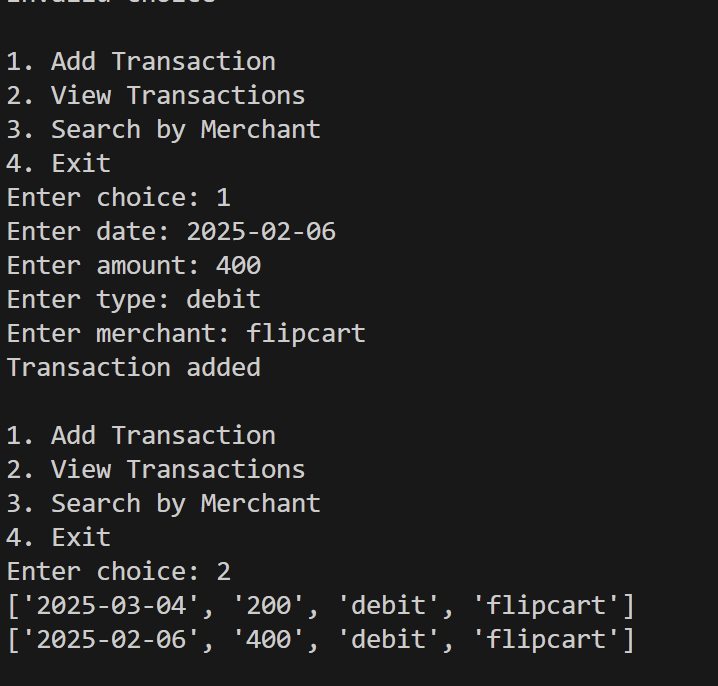 1. Add Transaction
2. View Transactions
3. Search by Merchant
4. Exit
Enter choice: 1
Enter date: 2025-02-06
Enter amount: 400
Enter type: debit
Enter merchant: flipcart
Transaction added
1. Add Transaction
2. View Transactions
3. Search by Merchant
4. Exit
Enter choice: 2
['2025-03-04', '200', 'debit', 'flipcart']
['2025-02-06', '400', 'debit', 'flipcart']